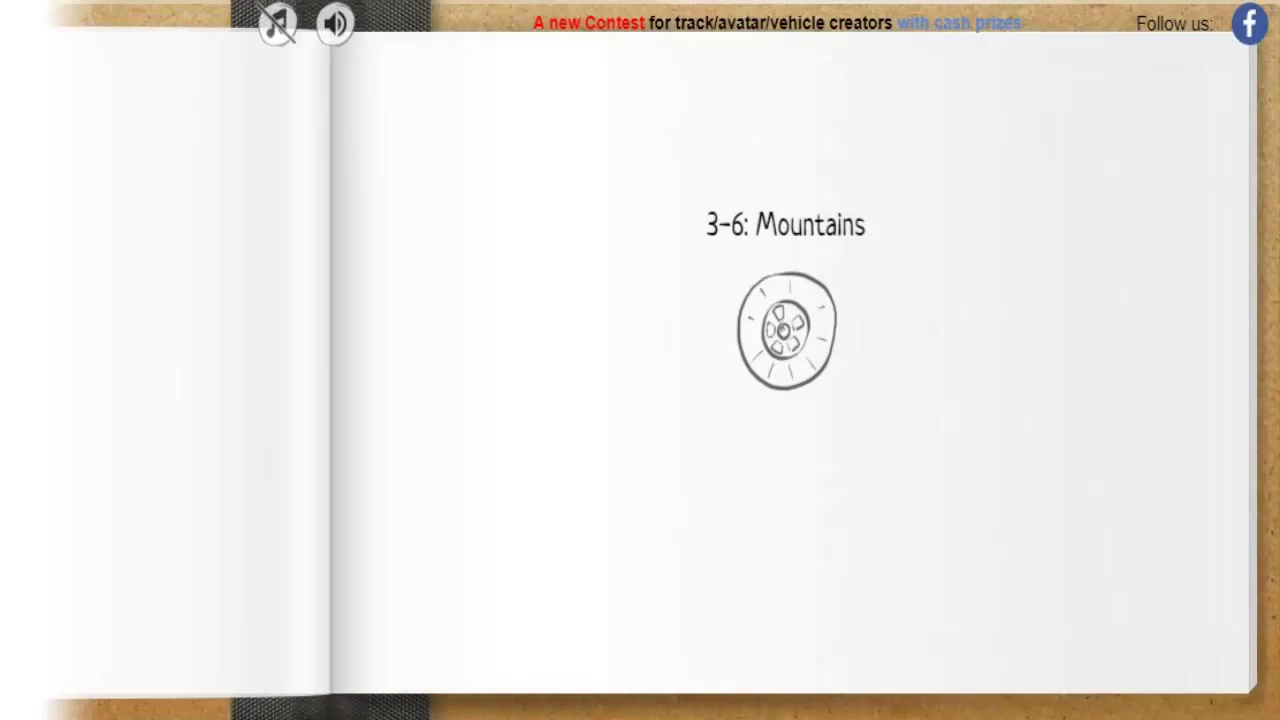 A new Contest for track/avatar/vehicle creators with cash prizes
Follow us:
3-6: Mountains